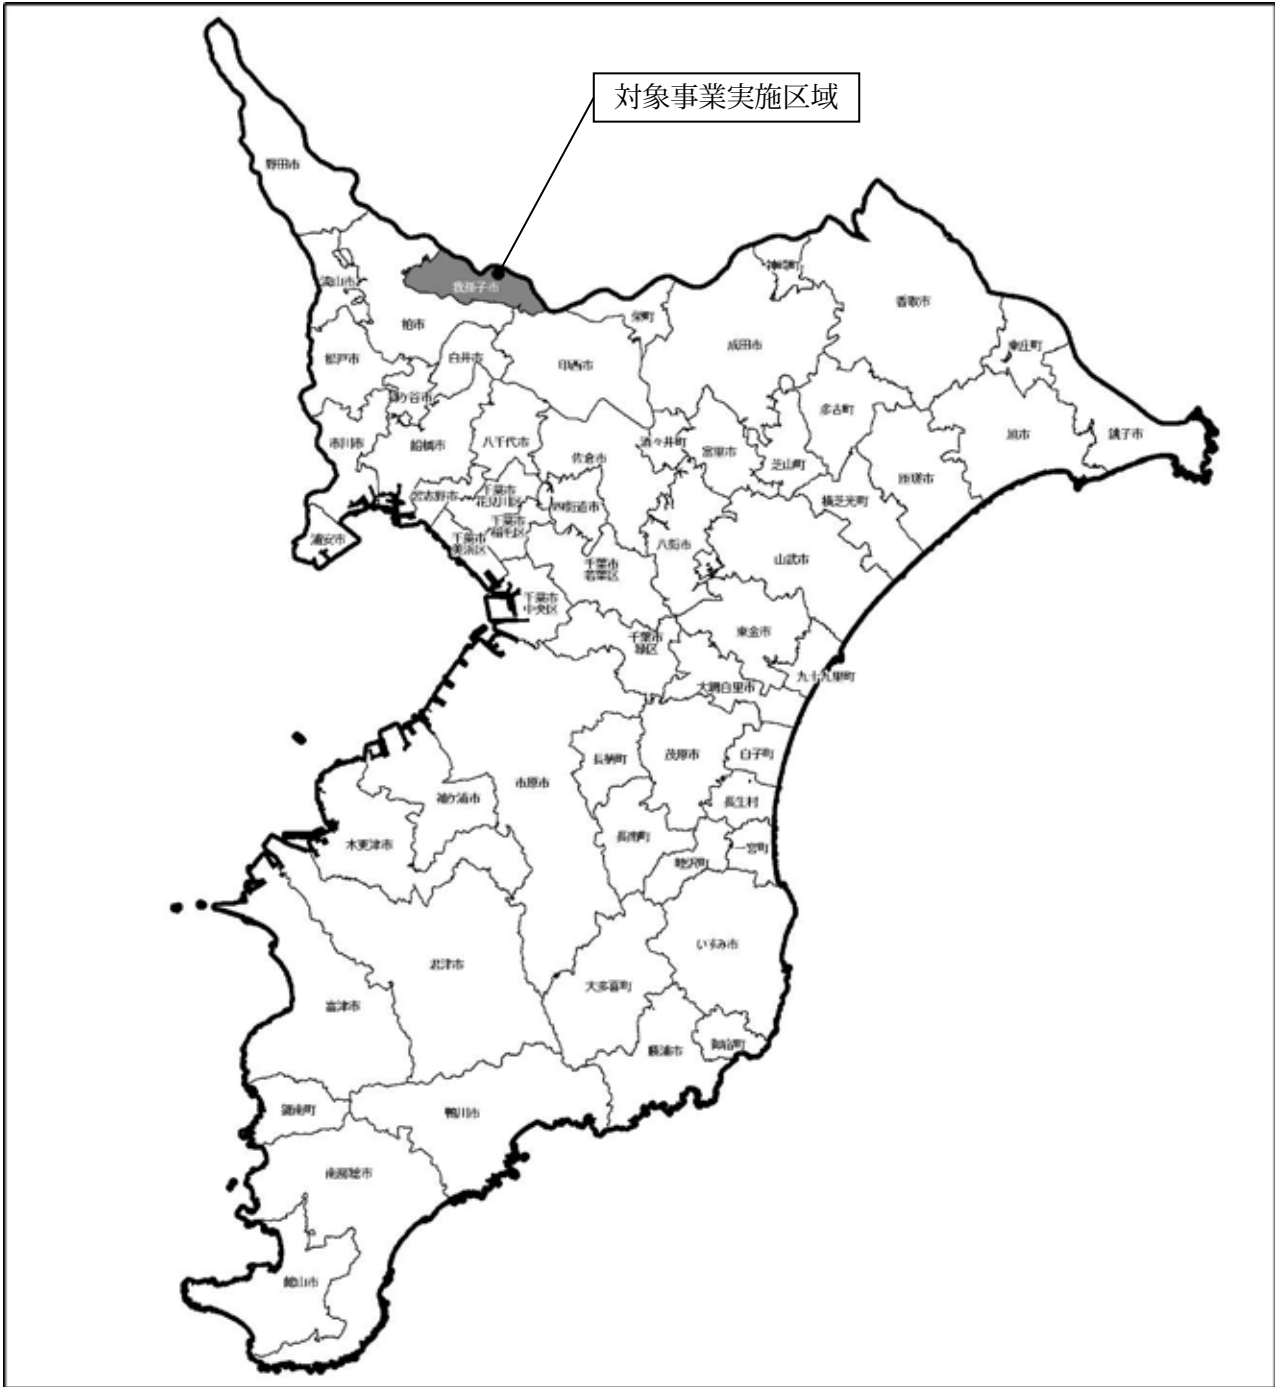 対象事業実施区域
野田市
流山市
我孫子市
柏市
松戸市
白井市
鎌ケ谷市
市川市
船橋市
八千代市
印西市
栄町
成田市
神崎町
香取市
東庄町
銚子市
旭市
匝瑳市
多古町
横芝光町
芝山町
富里市
酒々井町
佐倉市
四街道市
八街市
山武市
習志野市
浦安市
千葉市
花見川区
千葉市
稲毛区
千葉市
美浜区
千葉市
若葉区
千葉市
中央区
千葉市
緑区
東金市
大網白里市
九十九里町
市原市
長柄町
茂原市
白子町
長生村
長南町
睦沢町
一宮町
袖ケ浦市
木更津市
君津市
富津市
いすみ市
大多喜町
勝浦市
御宿町
鋸南町
鴨川市
南房総市
館山市